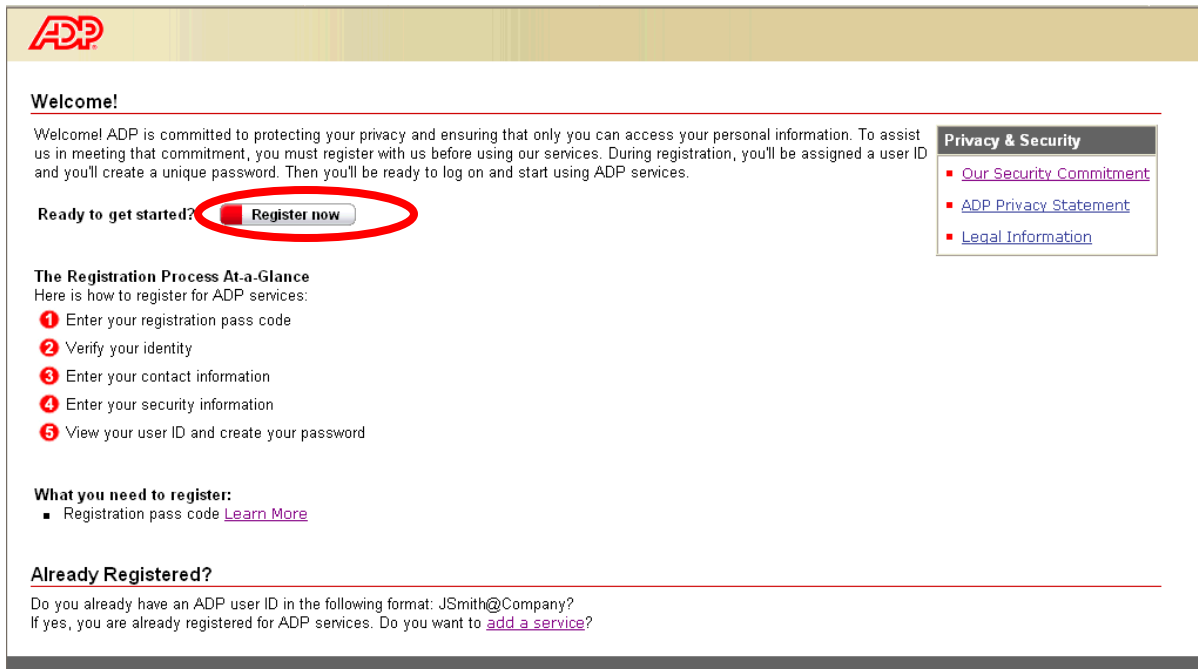 ADP
Welcome!
Welcome! ADP is committed to protecting your privacy and ensuring that only you can access your personal information. To assist
us in meeting that commitment, you must register with us before using our services. During registration, you'll be assigned a user ID
and you'll create a unique password. Then you'll be ready to log on and start using ADP services.
Privacy & Security
Our Security Commitment
ADP Privacy Statement
Legal Information
Ready to get started? Register now
The Registration Process At-a-Glance
Here is how to register for ADP services:
1 Enter your registration pass code
2 Verify your identity
3 Enter your contact information
4 Enter your security information
5 View your user ID and create your password
What you need to register:
Registration pass code Learn More
Already Registered?
Do you already have an ADP user ID in the following format: JSmith@Company?
If yes, you are already registered for ADP services. Do you want to add a service?